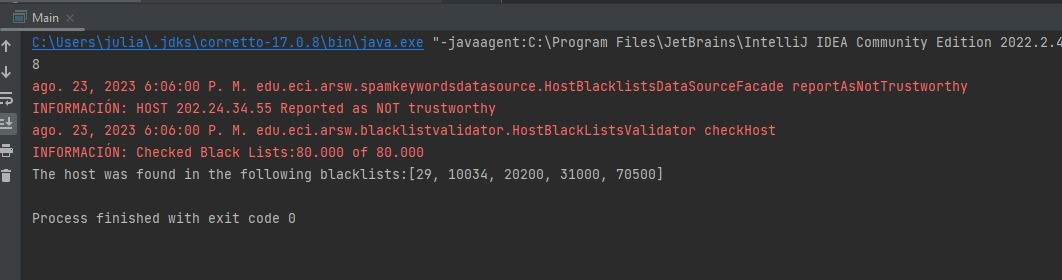 Main
C:\Users\julia\.jdks\corretto-17.0.8\bin\java.exe "-javaagent:C:\Program Files\JetBrains\IntelliJ IDEA Community Edition 2022.2.4
8
ago. 23, 2023 6:06:00 P. M. edu.eci.arsw.spamkeywordsdatasource.HostBlacklistsDataSourceFacade reportAsNotTrustworthy
INFORMACIÓN: HOST 202.24.34.55 Reported as NOT trustworthy
ago. 23, 2023 6:06:00 P. M. edu.eci.arsw.blacklistvalidator.HostBlackListsValidator checkHost
INFORMACIÓN: Checked Black Lists:80.000 of 80.000
The host was found in the following blacklists:[29, 10034, 20200, 31000, 70500]
Process finished with exit code 0